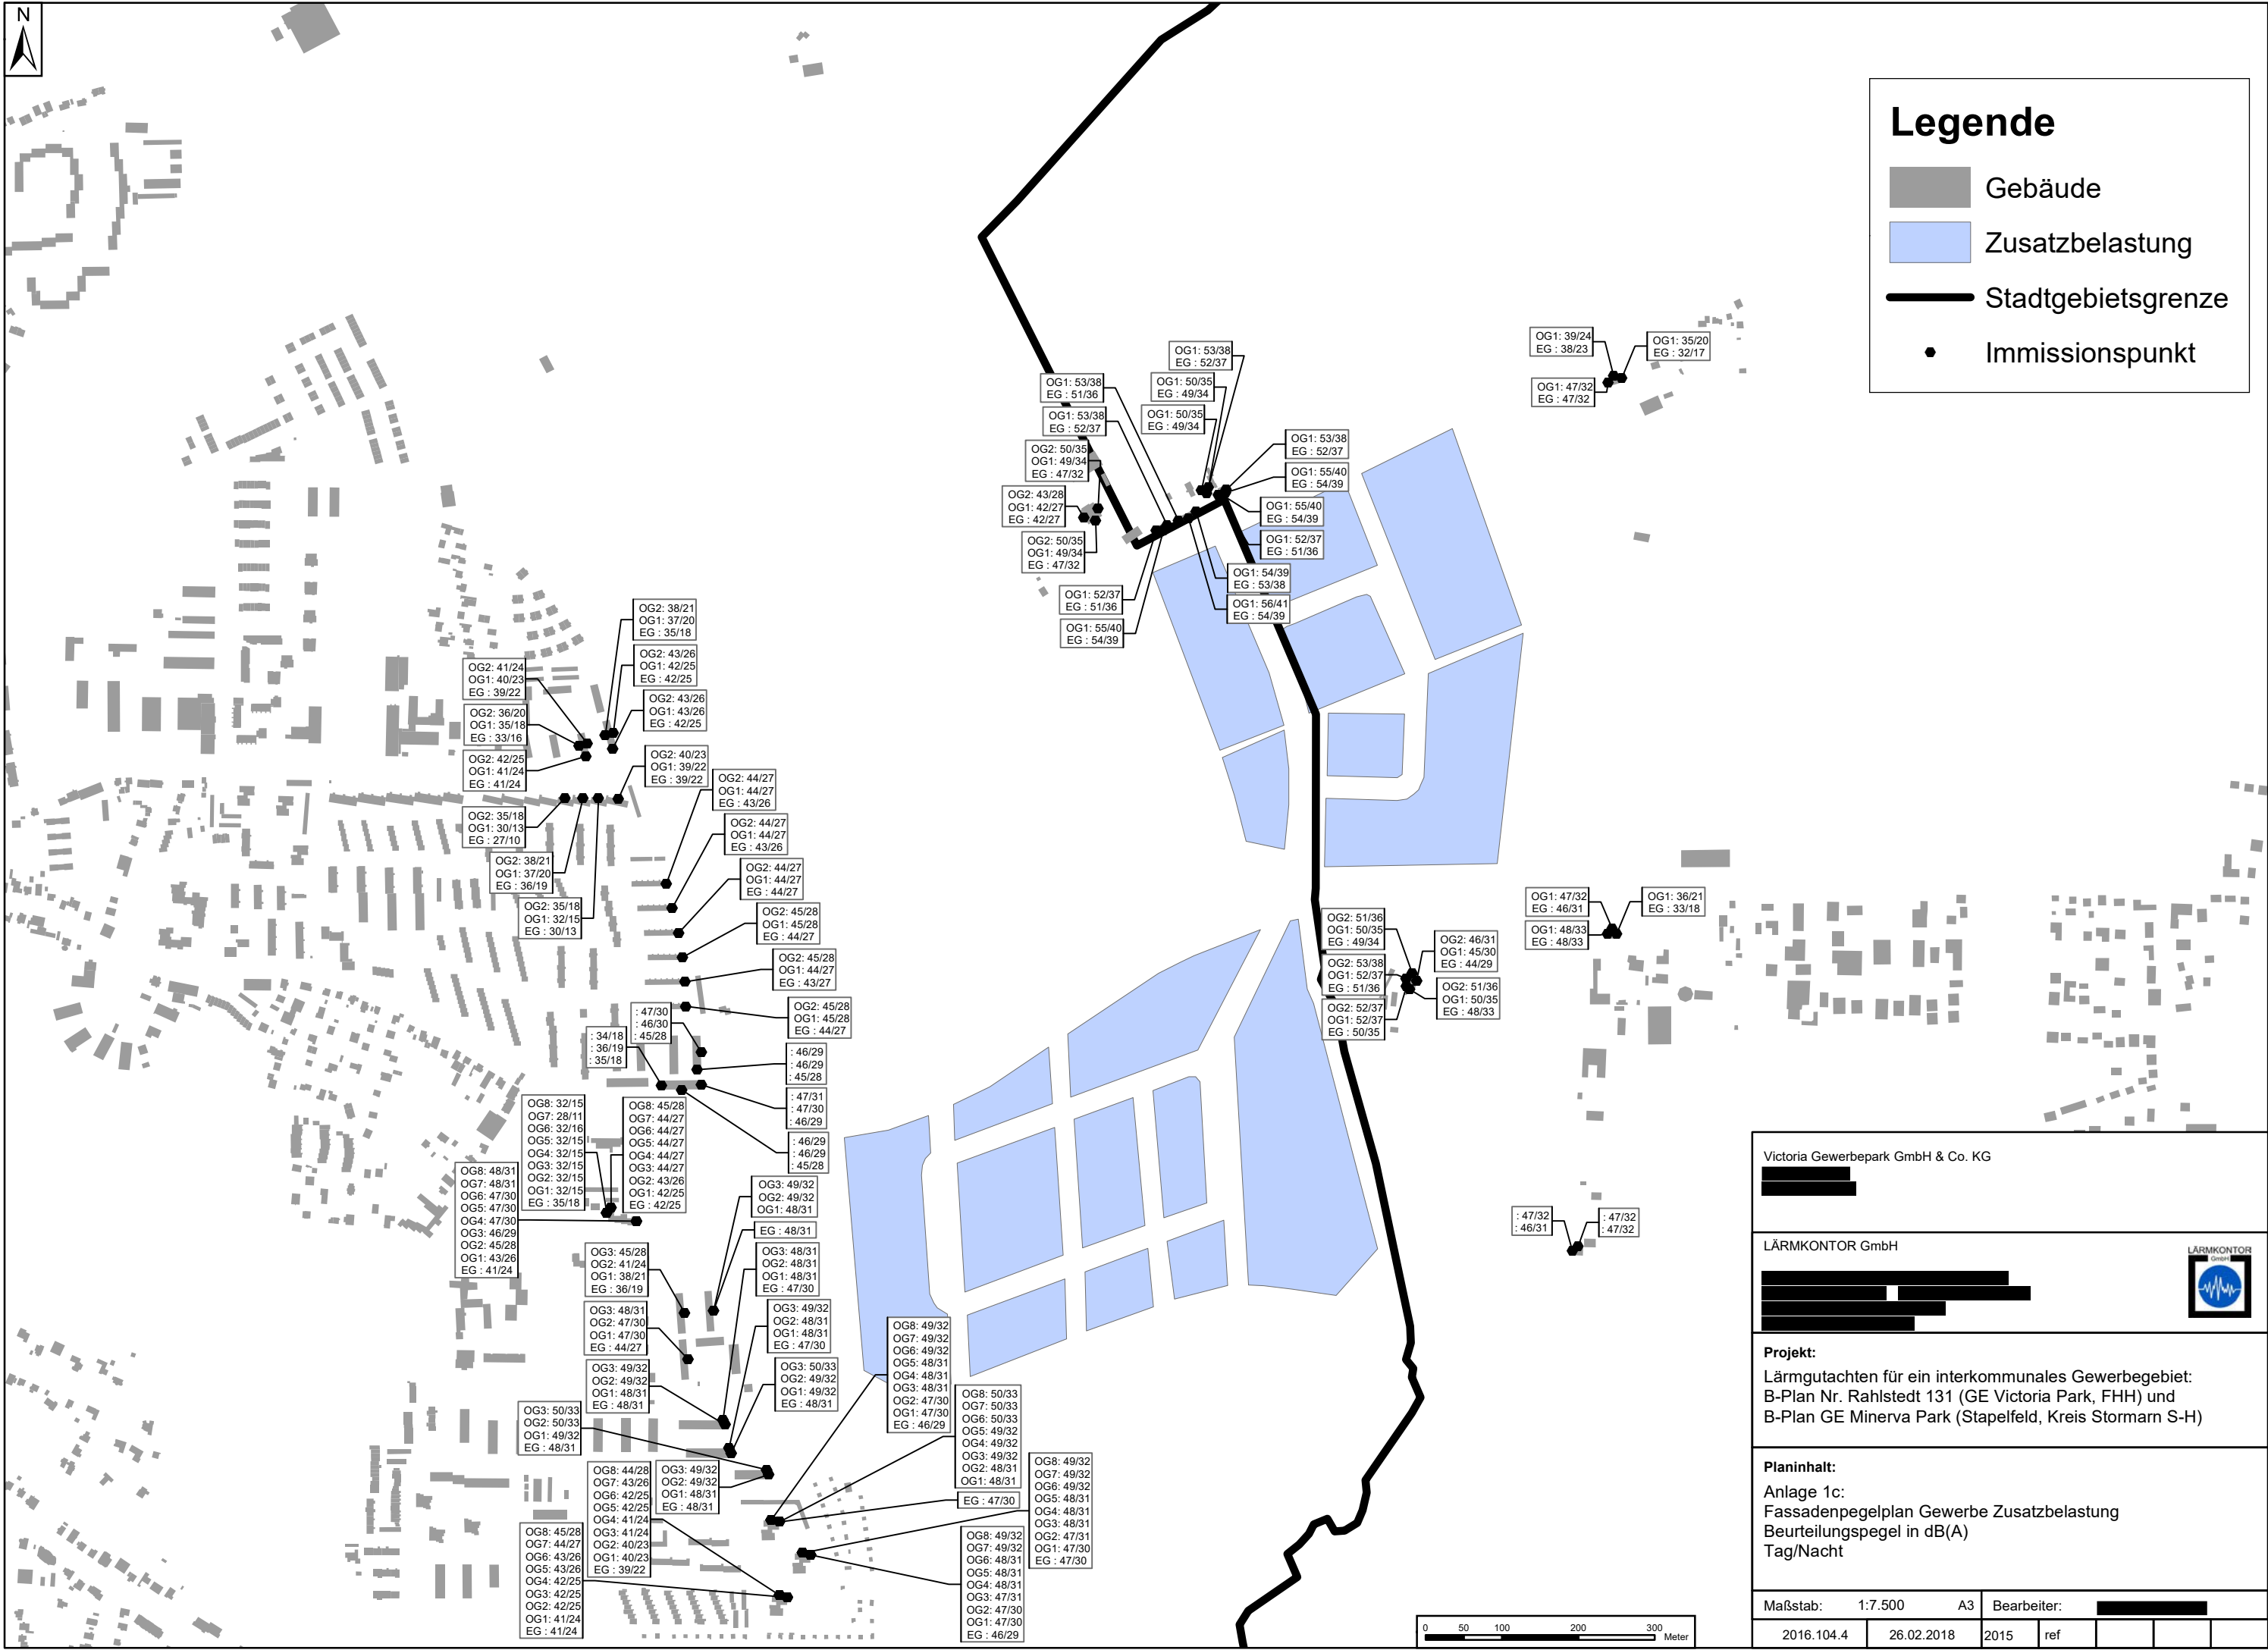 N
Legende
Gebäude
Zusatzbelastung
Stadtgebietsgrenze
Immissionspunkt
OG1: 53/38
EG : 52/37
OG1: 53/38
EG : 51/36
OG1: 50/35
EG : 49/34
OG1: 53/38
EG : 52/37
OG1: 50/35
EG : 49/34
OG2: 50/35
OG1: 49/34
EG : 47/32
OG2: 43/28
OG1: 42/27
EG : 42/27
OG2: 50/35
OG1: 49/34
EG : 47/32
OG1: 52/37
EG : 51/36
OG1: 55/40
EG : 54/39
OG1: 53/38
EG : 52/37
OG1: 55/40
EG : 54/39
OG1: 55/40
EG : 54/39
OG1: 52/37
EG : 51/36
OG1: 54/39
EG : 53/38
OG1: 56/41
EG : 54/39
OG1: 39/24
EG : 38/23
OG1: 35/20
EG : 32/17
OG1: 47/32
EG : 47/32
OG2: 38/21
OG1: 37/20
EG : 35/18
OG2: 43/26
OG1: 42/25
EG : 42/25
OG2: 41/24
OG1: 40/23
EG : 39/22
OG2: 43/26
OG1: 43/26
EG : 42/25
OG2: 36/20
OG1: 35/18
EG : 33/16
OG2: 42/25
OG1: 41/24
EG : 41/24
OG2: 40/23
OG1: 39/22
EG : 39/22
OG2: 44/27
OG1: 44/27
EG : 43/26
OG2: 35/18
OG1: 30/13
EG : 27/10
OG2: 44/27
OG1: 44/27
EG : 43/26
OG2: 38/21
OG1: 37/20
EG : 36/19
OG2: 44/27
OG1: 44/27
EG : 44/27
OG2: 35/18
OG1: 32/15
EG : 30/13
OG2: 45/28
OG1: 45/28
EG : 44/27
OG2: 45/28
OG1: 44/27
EG : 43/27
OG2: 45/28
OG1: 45/28
EG : 44/27
: 47/30
: 46/30
: 45/28
: 34/18
: 36/19
: 35/18
: 46/29
: 46/29
: 45/28
: 47/31
: 47/30
: 46/29
: 46/29
: 46/29
: 45/28
OG2: 51/36
OG1: 50/35
EG : 49/34
OG2: 53/38
OG1: 52/37
EG : 51/36
OG2: 52/37
OG1: 52/37
EG : 50/35
OG2: 46/31
OG1: 45/30
EG : 44/29
OG2: 51/36
OG1: 50/35
EG : 48/33
OG1: 47/32
EG : 46/31
OG1: 36/21
EG : 33/18
OG1: 48/33
EG : 48/33
: 47/32
: 46/31
: 47/32
: 47/32
OG8: 32/15
OG7: 28/11
OG6: 32/16
OG5: 32/15
OG4: 32/15
OG3: 32/15
OG2: 32/15
OG1: 32/15
EG : 35/18
OG8: 45/28
OG7: 44/27
OG6: 44/27
OG5: 44/27
OG4: 44/27
OG3: 44/27
OG2: 43/26
OG1: 42/25
EG : 42/25
OG8: 48/31
OG7: 48/31
OG6: 47/30
OG5: 47/30
OG4: 47/30
OG3: 46/29
OG2: 45/28
OG1: 43/26
EG : 41/24
OG3: 49/32
OG2: 49/32
OG1: 48/31
EG : 48/31
OG3: 45/28
OG2: 41/24
OG1: 38/21
EG : 36/19
OG3: 48/31
OG2: 48/31
OG1: 48/31
EG : 47/30
OG3: 48/31
OG2: 47/30
OG1: 47/30
EG : 44/27
OG3: 49/32
OG2: 48/31
OG1: 48/31
EG : 47/30
OG3: 49/32
OG2: 49/32
OG1: 48/31
EG : 48/31
OG3: 50/33
OG2: 49/32
OG1: 49/32
EG : 48/31
OG3: 50/33
OG2: 50/33
OG1: 49/32
EG : 48/31
OG3: 49/32
OG2: 49/32
OG1: 48/31
EG : 48/31
OG8: 49/32
OG7: 49/32
OG6: 49/32
OG5: 48/31
OG4: 48/31
OG3: 48/31
OG2: 47/30
OG1: 47/30
EG : 46/29
OG8: 50/33
OG7: 50/33
OG6: 50/33
OG5: 49/32
OG4: 49/32
OG3: 49/32
OG2: 48/31
OG1: 48/31
EG : 47/30
OG8: 49/32
OG7: 49/32
OG6: 49/32
OG5: 48/31
OG4: 48/31
OG3: 48/31
OG2: 47/31
OG1: 47/30
EG : 47/30
OG8: 49/32
OG7: 49/32
OG6: 48/31
OG5: 48/31
OG4: 48/31
OG3: 47/31
OG2: 47/30
OG1: 47/30
EG : 46/29
OG8: 44/28
OG7: 43/26
OG6: 42/25
OG5: 42/25
OG4: 41/24
OG3: 41/24
OG2: 40/23
OG1: 40/23
EG : 39/22
OG8: 45/28
OG7: 44/27
OG6: 43/26
OG5: 43/26
OG4: 42/25
OG3: 42/25
OG2: 42/25
OG1: 41/24
EG : 41/24
0 50 100 200 300
Meter
Victoria Gewerbepark GmbH & Co. KG
LÄRMKONTOR GmbH
LÄRMKONTOR
GmbH
Projekt:
Lärmgutachten für ein interkommunales Gewerbegebiet:
B-Plan Nr. Rahlstedt 131 (GE Victoria Park, FHH) und
B-Plan GE Minerva Park (Stapelfeld, Kreis Stormarn S-H)
Planinhalt:
Anlage 1c:
Fassadenpegelplan Gewerbe Zusatzbelastung
Beurteilungspegel in dB(A)
Tag/Nacht
Maßstab: 1:7.500 A3 Bearbeiter:
2016.104.4 26.02.2018 2015 ref